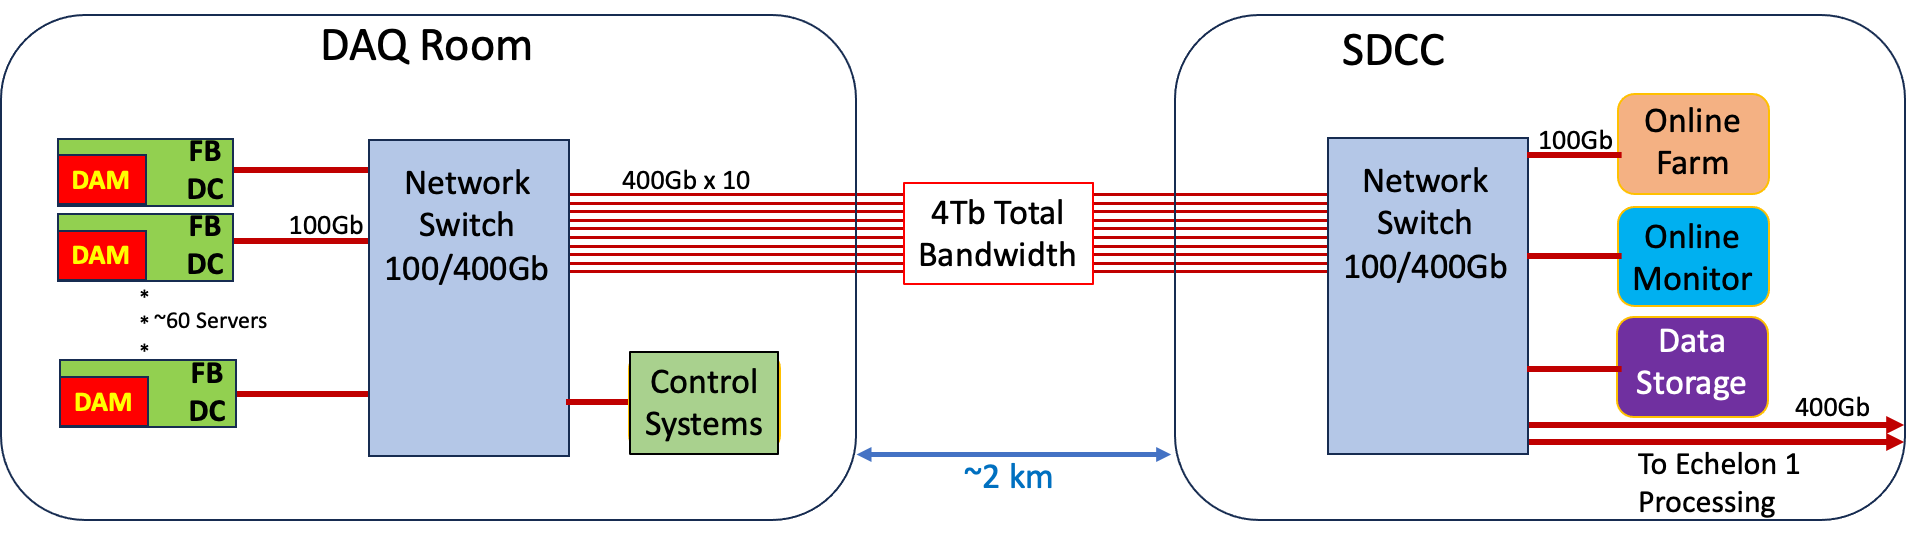 DAQ Room
SDCC
FB
DAM
DC
FB
DAM
DC
100Gb
*
* ~60 Servers
*
FB
DAM
DC
Network
Switch
100/400Gb
400Gb x 10
4Tb Total
Bandwidth
Control
Systems
~2 km
Network
Switch
100/400Gb
100Gb
Online
Farm
Online
Monitor
Data
Storage
400Gb
To Echelon 1
Processing